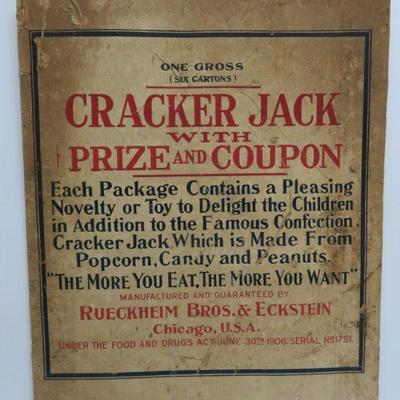 ONE GROSS
(SIX CARTONS)
CRACKER JACK
WITH
PRIZE AND COUPON
Each Package Contains a Pleasing
Novelty or Toy to Delight the Children
in Addition to the Famous Confection
Cracker Jack Which is Made From
Popcorn, Candy and Peanuts.
"THE MORE YOU EAT, THE MORE YOU WANT"
MANUFACTURED AND GUARANTEED BY
RUECKHEIM BROS. & ECKSTEIN
Chicago, U.S.A.
UNDER THE FOOD AND DRUGS ACT JUNE 30TH 1906. SERIAL NO 1751.